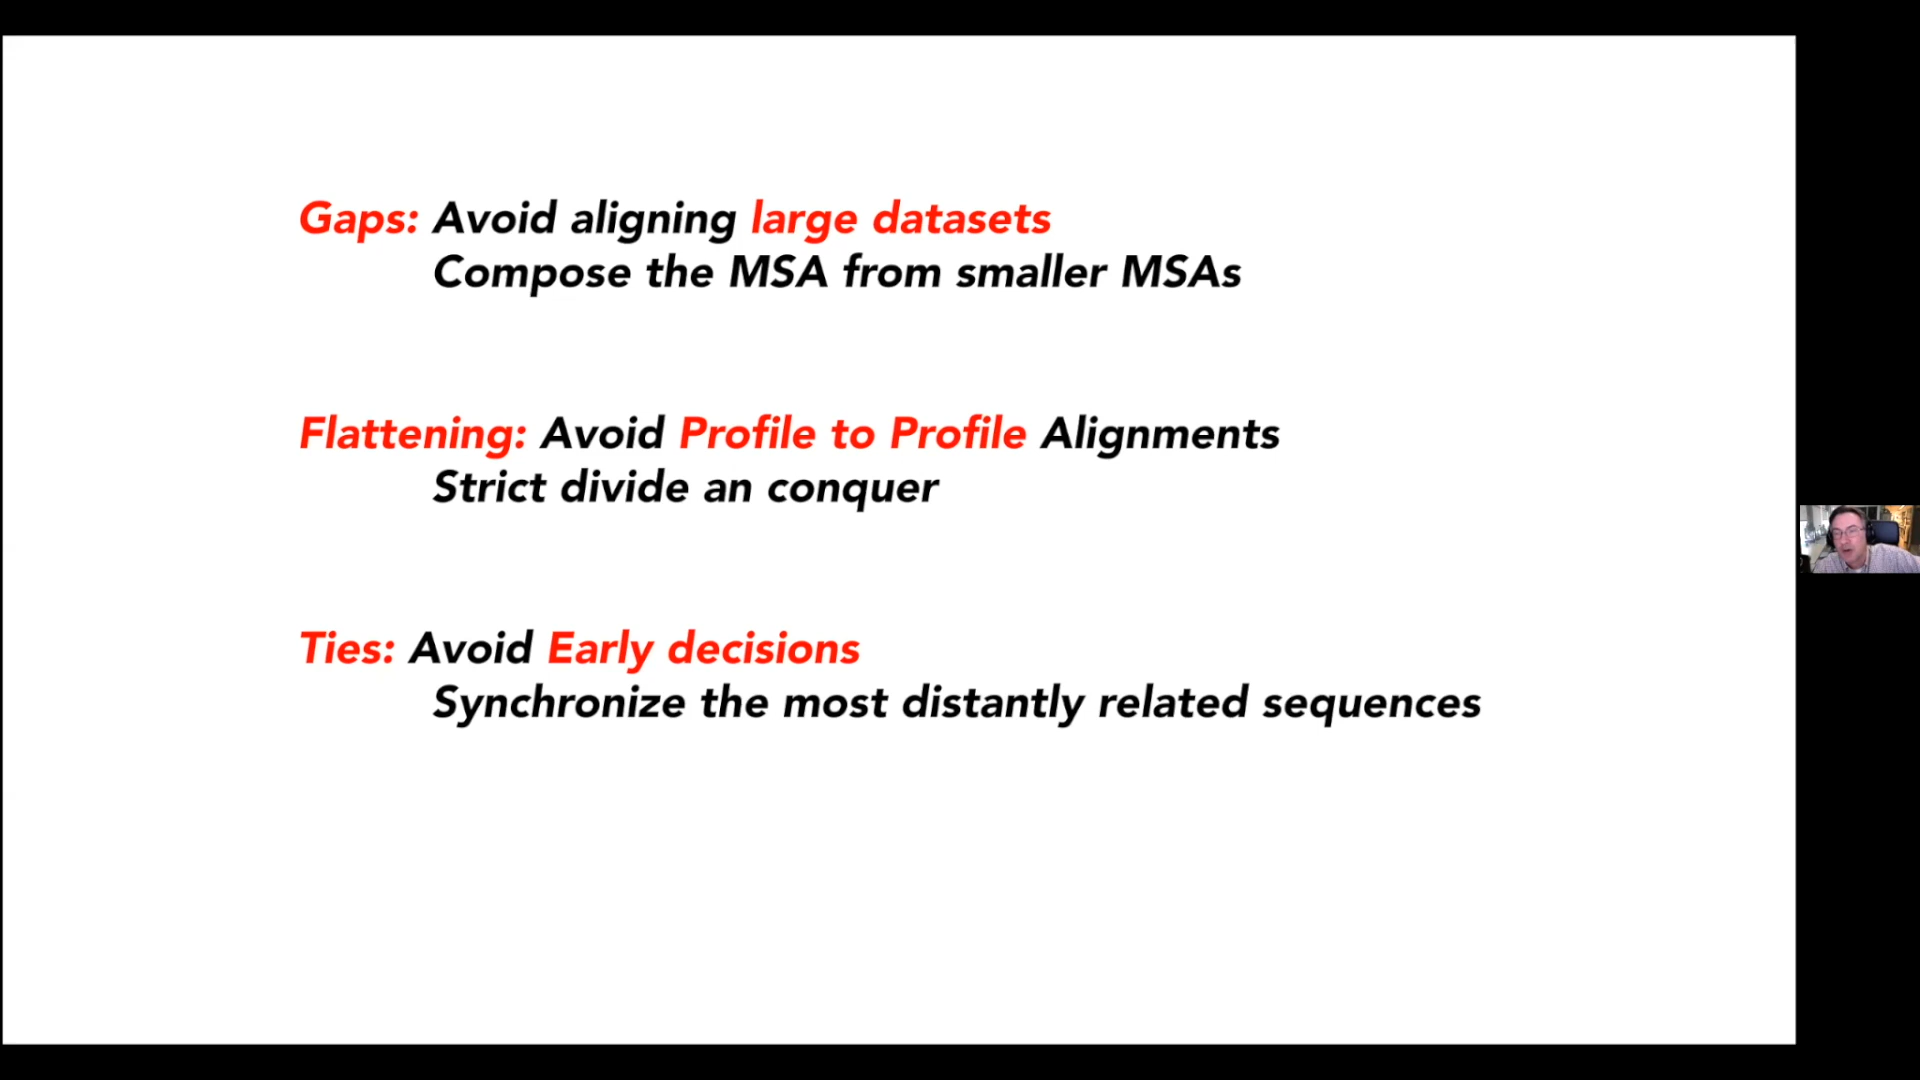 Gaps: Avoid aligning large datasets
Compose the MSA from smaller MSAs
Flattening: Avoid Profile to Profile Alignments
Strict divide an conquer
Ties: Avoid Early decisions
Synchronize the most distantly related sequences